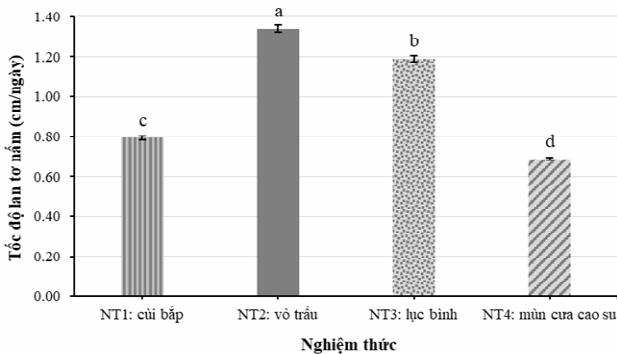 1.40
1.20
1.00
0.80
0.60
0.40
0.20
0.00
Tốc độ lan tơ nấm (cm/ngày)
c
a
b
d
NT1: cùi bắp
NT2: vỏ trấu
NT3: lục bình
NT4: mùn cưa cao su
Nghiệm thức